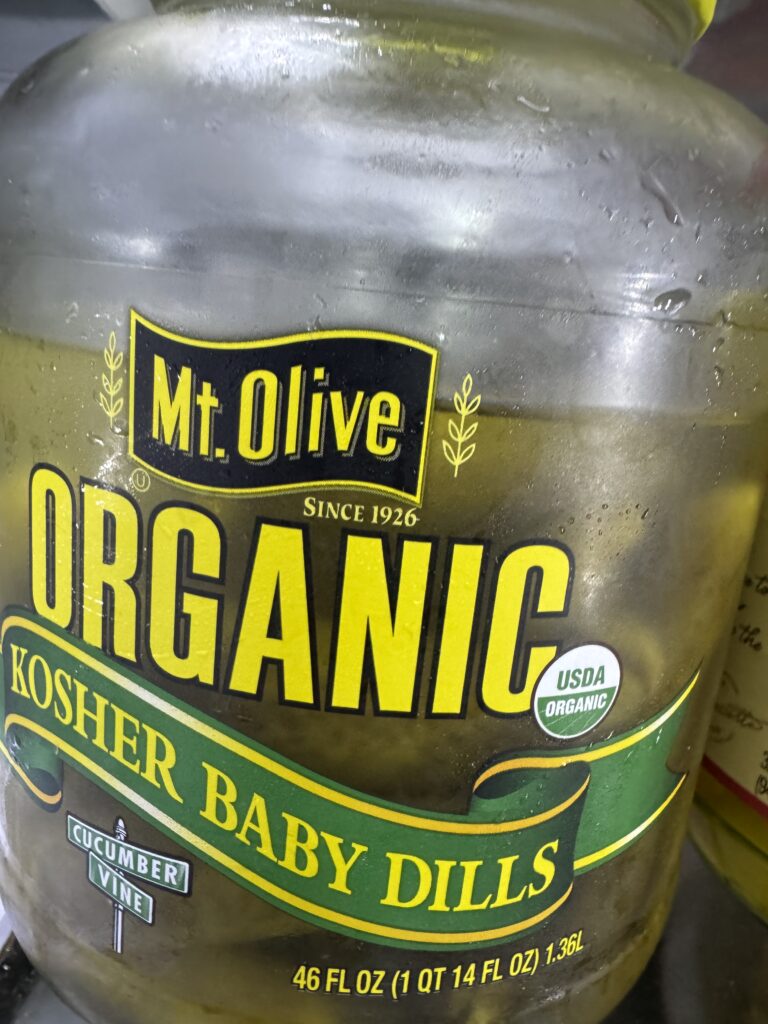 Mt. Olive
U
SINCE 1926
ORGANIC
USDA
ORGANIC
KOSHER BABY DILLS
CUCUMBER
VINE
46 FL OZ (1 QT 14 FL OZ) 1.36L
the